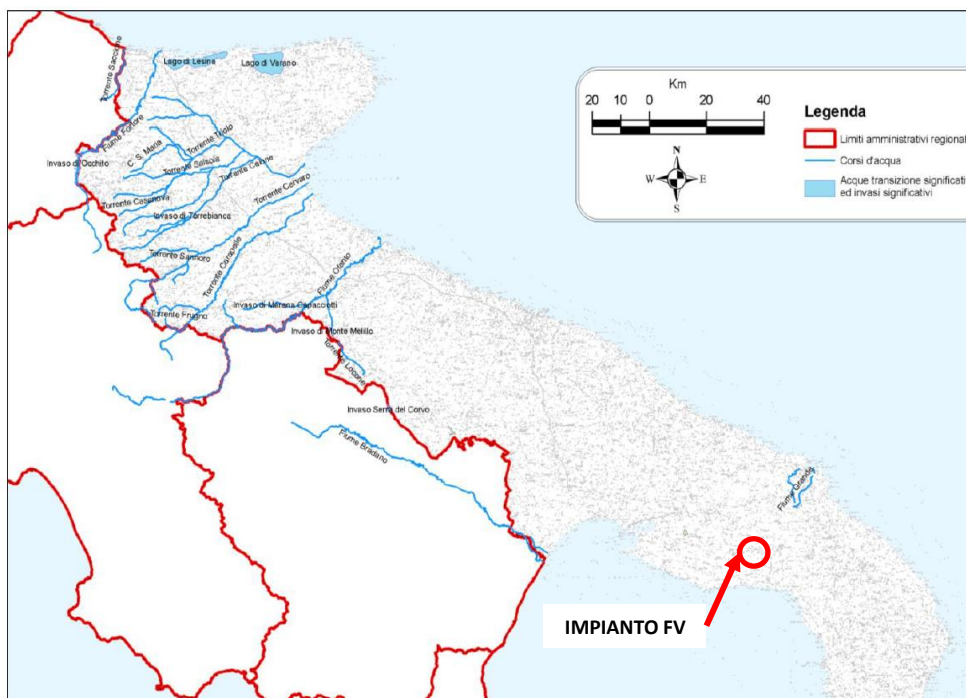 Torrente Saccione
Lago di Lesina
Lago di Varano
Fiume Fortore
C. S. Maria
Torrente Triolo
Invaso di Occhito
Torrente Salsola
Torrente Celone
Torrente Cervaro
Torrente Casanova
Invaso di Torrebianca
Torrente Sannoro
Torrente Carapelle
Fiume Ofanto
Torrente Frugno
Invaso di Marana Capacciotti
Invaso di Monte Melillo
Torrente Locone
Invaso Serra del Corvo
Fiume Bradano
Fiume Grande
IMPIANTO FV
Km
20 10 0 20 40
N
W E
S
Legenda
Limiti amministrativi regional
Corsi d'acqua
Acque transizione significati
ed invasi significativi